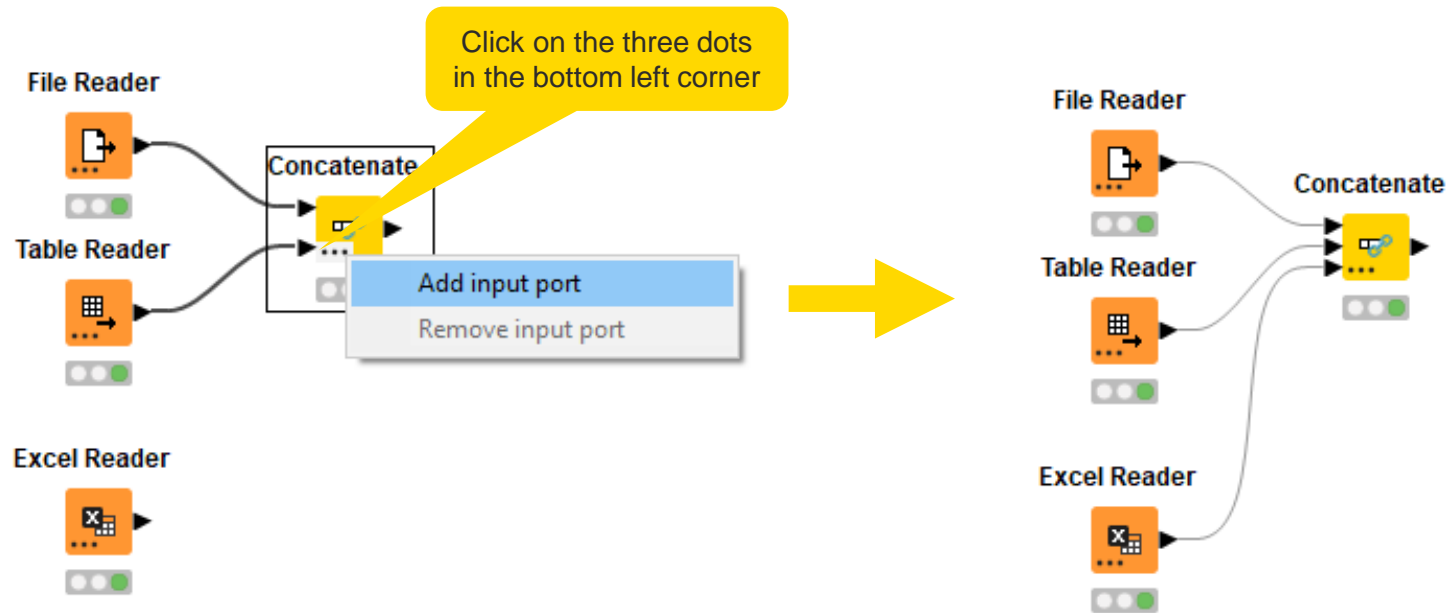 Click on the three dots
in the bottom left corner
File Reader
Concatenate
Table Reader
Add input port
Remove input port
Excel Reader
File Reader
Concatenate
Table Reader
Excel Reader